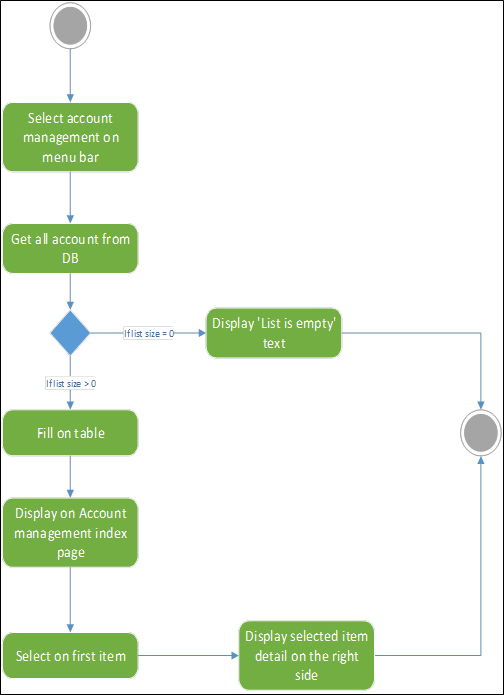 Select account
management on
menu bar
Get all account from
DB
If list size = 0
Display 'List is empty'
text
If list size > 0
Fill on table
Display on Account
management index
page
Select on first item
Display selected item
detail on the right
side